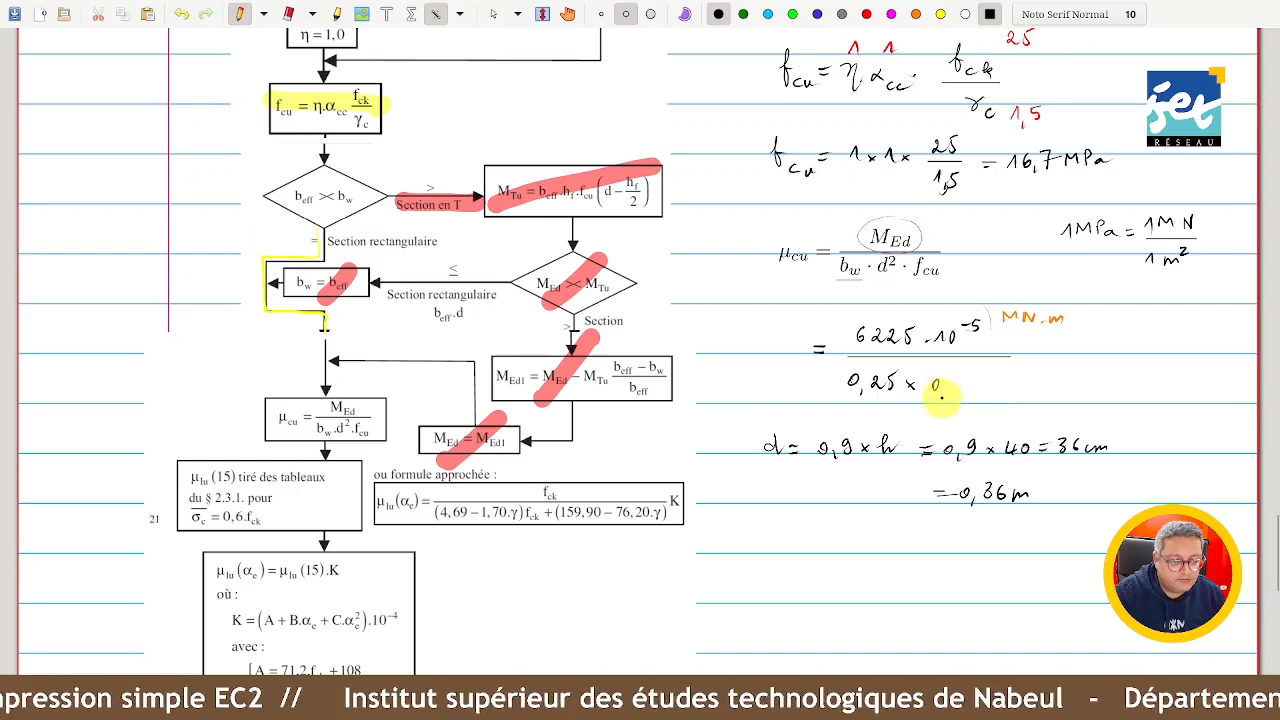 Noto Serif Normal 10
η = 1,0
f_cu = η.α_cc f_ck / γ_c
b_eff >< b_w
>
Section en T
M_Tu = b_eff.h_f.f_cu (d − h_f / 2)
=
Section rectangulaire
b_w = b_eff
≤
Section rectangulaire
b_eff.d
M_Ed >< M_Tu
>
Section
M_Ed1 = M_Ed − M_Tu (b_eff − b_w) / b_eff
μ_cu = M_Ed / b_w.d².f_cu
M_Ed = M_Ed1
μ_lu (15) tiré des tableaux
du § 2.3.1. pour
σ_c = 0,6.f_ck
ou formule approchée :
μ_lu(α_e) = f_ck / ((4,69 − 1,70.γ) f_ck + (159,90 − 76,20.γ)) K
21
μ_lu(α_e) = μ_lu(15).K
où :
K = (A + B.α_e + C.α_e²).10⁻⁴
avec :
A = 71,2.f + 108
1 1 25
f_cu = η α_cc · f_ck / γ_c
1,5
f_cu = 1 × 1 × 25 / 1,5 = 16,7 MPa
μ_cu = M_Ed / b_w · d² · f_cu
1 MPa = 1 MN / 1 m²
= 6225 . 10⁻⁵ MN.m
0,25 × 0
d = 0,9 × h = 0,9 × 40 = 36 cm
= 0,36 m
iset
RÉSEAU
mpression simple EC2 // Institut supérieur des études technologiques de Nabeul - Départemen